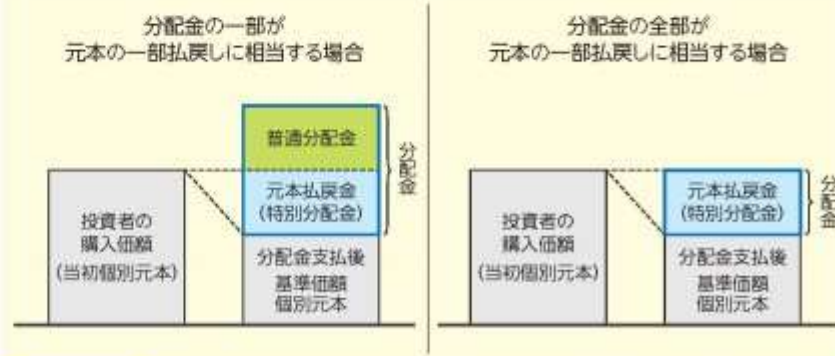 分配金の一部が
元本の一部払戻しに相当する場合
普通分配金
元本払戻金
(特別分配金)
分配金
投資者の
購入価額
(当初個別元本)
分配金支払後
基準価額
個別元本
分配金の全部が
元本の一部払戻しに相当する場合
元本払戻金
(特別分配金)
分配金
投資者の
購入価額
(当初個別元本)
分配金支払後
基準価額
個別元本